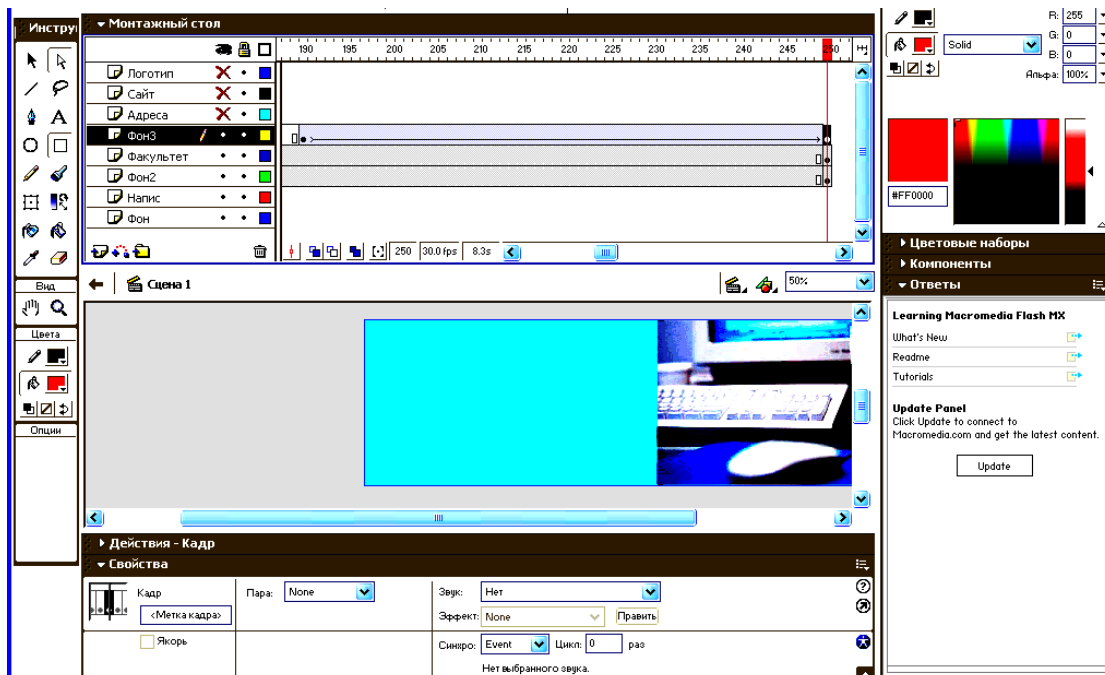 Инстру
Монтажный стол
190 195 200 205 210 215 220 225 230 235 240 245 250
Логотип
Сайт
Адреса
Фон3
Факультет
Фон2
Напис
Фон
250 30.0 fps 8.3s
Сцена 1
50%
Вид
Цвета
Опции
R: 255
G: 0
B: 0
Solid
Альфа: 100%
#FF0000
Цветовые наборы
Компоненты
Ответы
Learning Macromedia Flash MX
What's New
Readme
Tutorials
Update Panel
Click Update to connect to
Macromedia.com and get the latest content.
Update
Действия - Кадр
Свойства
Кадр
<Метка кадра>
Якорь
Пара: None
Звук: Нет
Эффект: None Править
Синхро: Event Цикл: 0 раз
Нет выбранного звука.